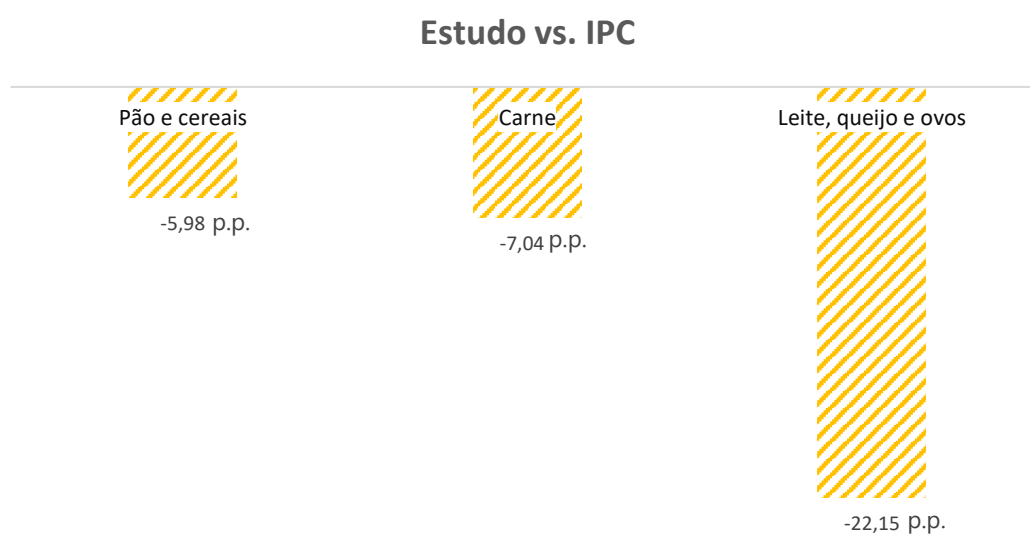 Estudo vs. IPC
Pão e cereais
Carne
Leite, queijo e ovos
-5,98 p.p.
-7,04 p.p.
-22,15 p.p.